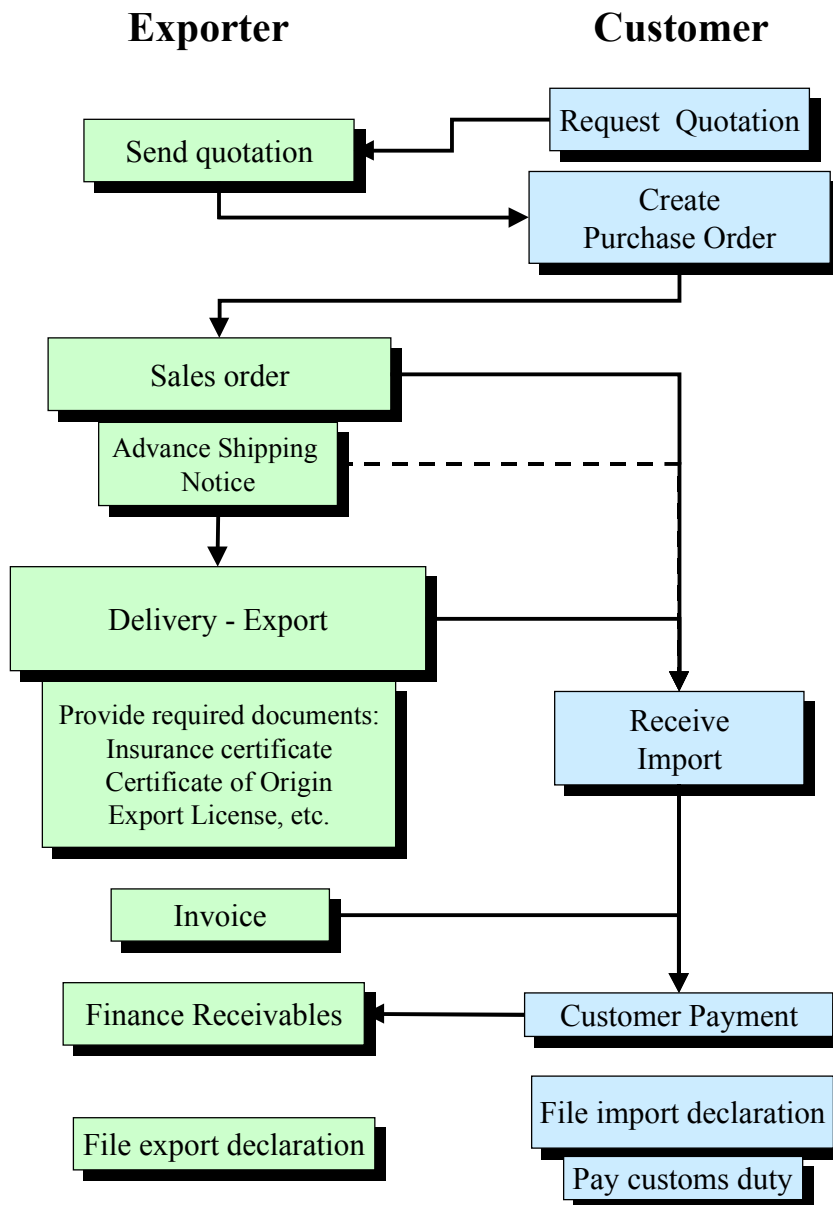 Exporter
Customer
Request Quotation
Send quotation
Create
Purchase Order
Sales order
Advance Shipping
Notice
Delivery - Export
Provide required documents:
Insurance certificate
Certificate of Origin
Export License, etc.
Receive
Import
Invoice
Finance Receivables
Customer Payment
File import declaration
File export declaration
Pay customs duty